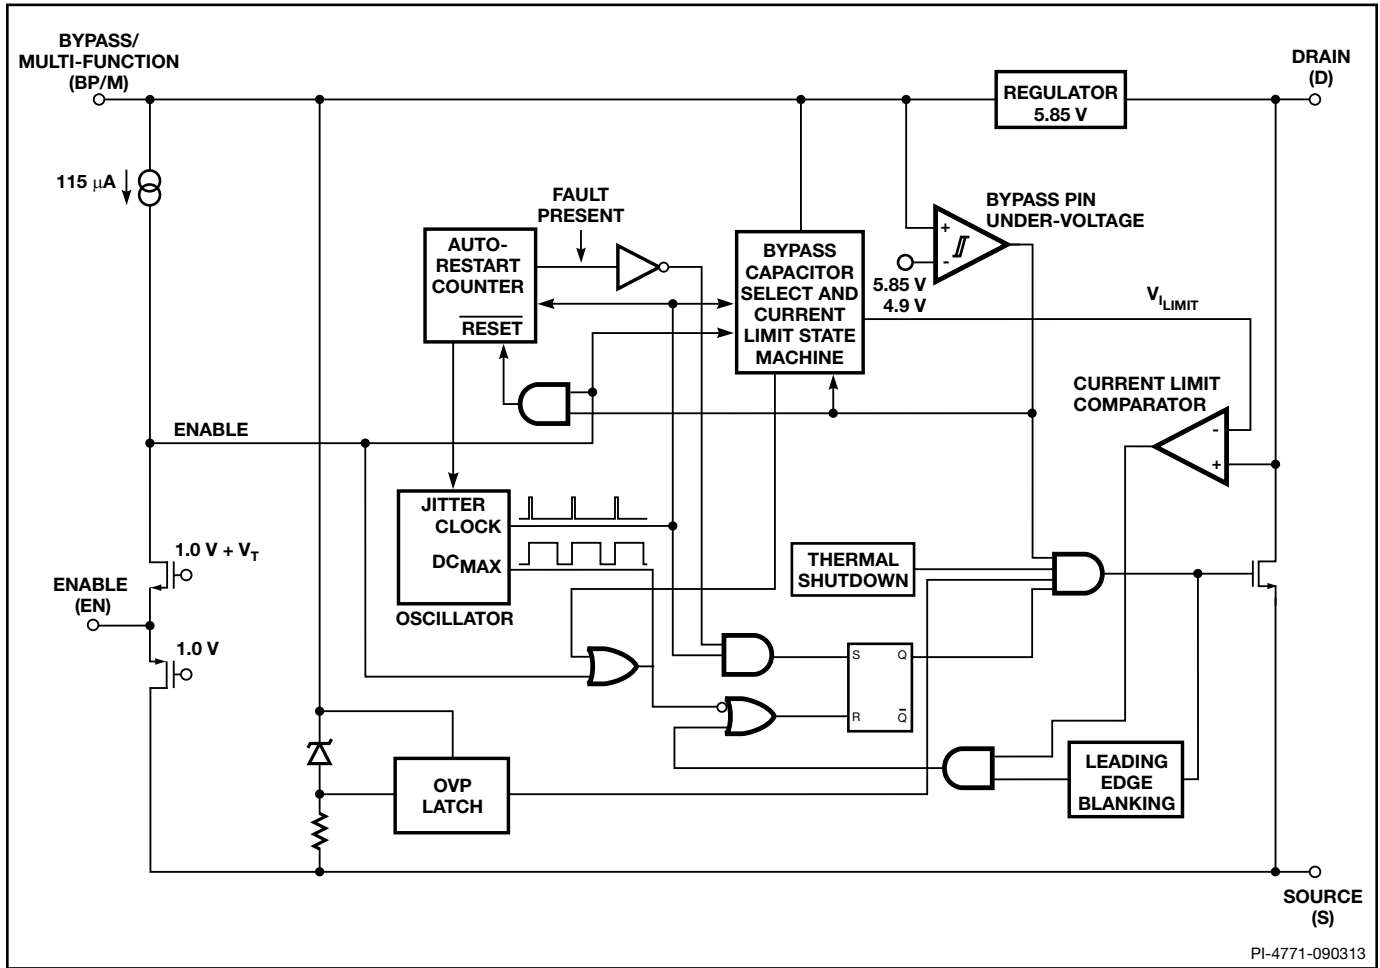 BYPASS/
MULTI-FUNCTION
(BP/M)
DRAIN
(D)
REGULATOR
5.85 V
115 μA
FAULT
PRESENT
BYPASS PIN
UNDER-VOLTAGE
+
-
5.85 V
4.9 V
AUTO-
RESTART
COUNTER
RESET
BYPASS
CAPACITOR
SELECT AND
CURRENT
LIMIT STATE
MACHINE
VILIMIT
CURRENT LIMIT
COMPARATOR
-
+
ENABLE
JITTER
CLOCK
DCMAX
OSCILLATOR
1.0 V + VT
ENABLE
(EN)
1.0 V
THERMAL
SHUTDOWN
S Q
R Q̅
OVP
LATCH
LEADING
EDGE
BLANKING
SOURCE
(S)
PI-4771-090313